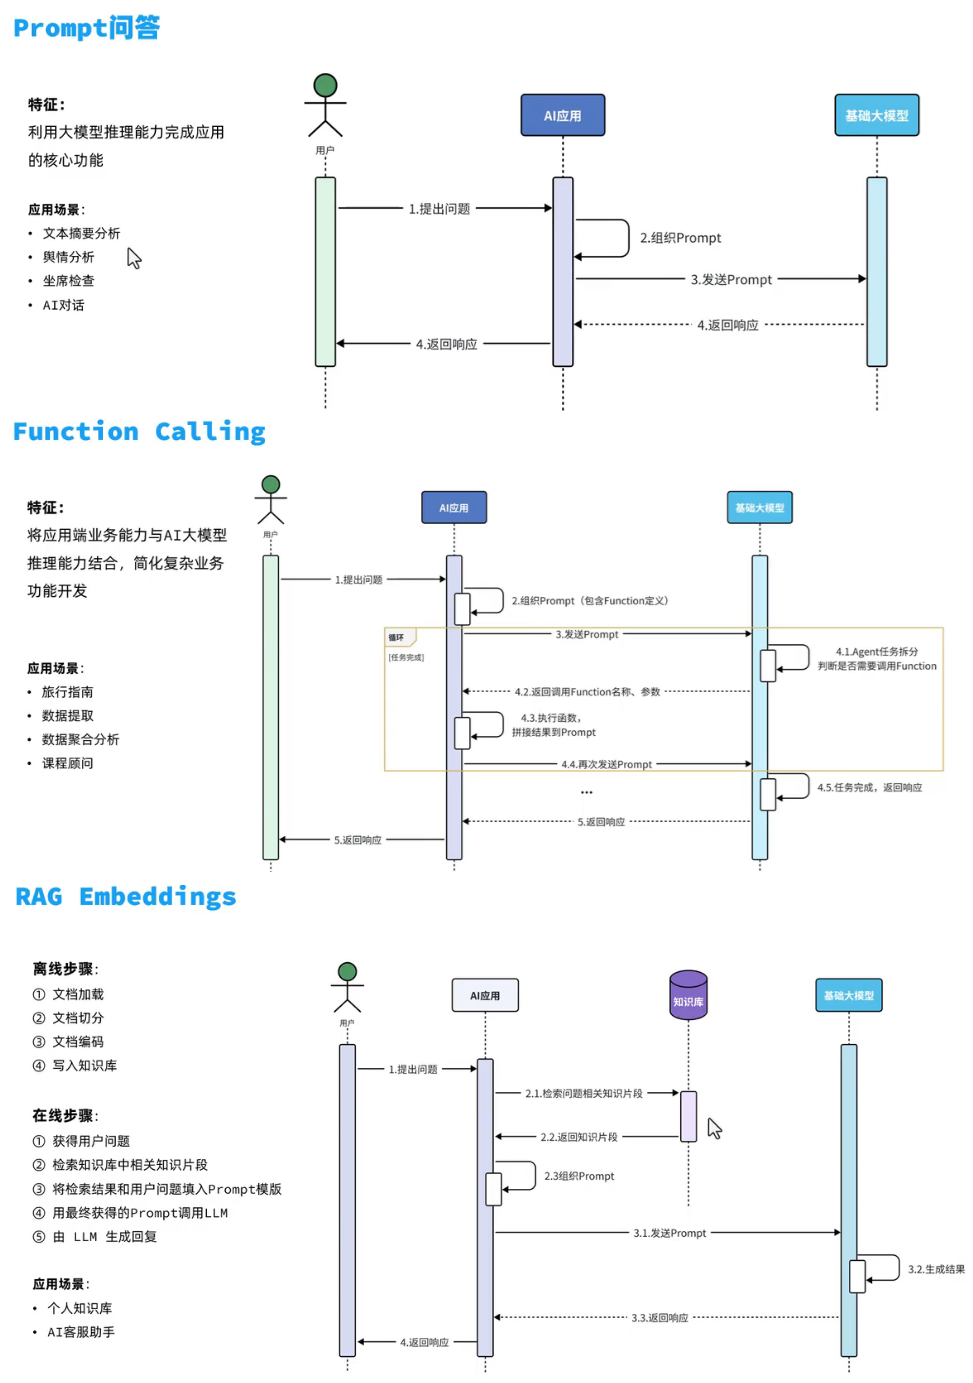 Prompt问答
特征：
利用大模型推理能力完成应用
的核心功能
应用场景：
• 文本摘要分析
• 舆情分析
• 坐席检查
• AI对话
用户
AI应用
基础大模型
1.提出问题
2.组织Prompt
3.发送Prompt
4.返回响应
4.返回响应
Function Calling
特征：
将应用端业务能力与AI大模型
推理能力结合，简化复杂业务
功能开发
应用场景：
• 旅行指南
• 数据提取
• 数据聚合分析
• 课程顾问
用户
AI应用
基础大模型
1.提出问题
2.组织Prompt（包含Function定义）
循环
[任务完成]
3.发送Prompt
4.1.Agent任务拆分
判断是否需要调用Function
4.2.返回调用Function名称、参数
4.3.执行函数，
拼接结果到Prompt
4.4.再次发送Prompt
...
4.5.任务完成，返回响应
5.返回响应
5.返回响应
RAG Embeddings
离线步骤：
① 文档加载
② 文档切分
③ 文档编码
④ 写入知识库
在线步骤：
① 获得用户问题
② 检索知识库中相关知识片段
③ 将检索结果和用户问题填入Prompt模版
④ 用最终获得的Prompt调用LLM
⑤ 由 LLM 生成回复
应用场景：
• 个人知识库
• AI客服助手
用户
AI应用
知识库
基础大模型
1.提出问题
2.1.检索问题相关知识片段
2.2.返回知识片段
2.3组织Prompt
3.1.发送Prompt
3.2.生成结果
3.3.返回响应
4.返回响应